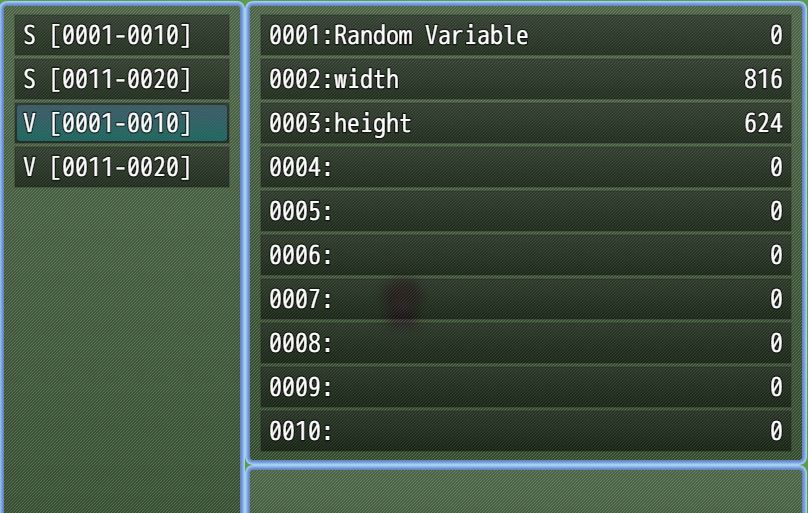 S [0001-0010]
S [0011-0020]
V [0001-0010]
V [0011-0020]
0001:Random Variable 0
0002:width 816
0003:height 624
0004: 0
0005: 0
0006: 0
0007: 0
0008: 0
0009: 0
0010: 0